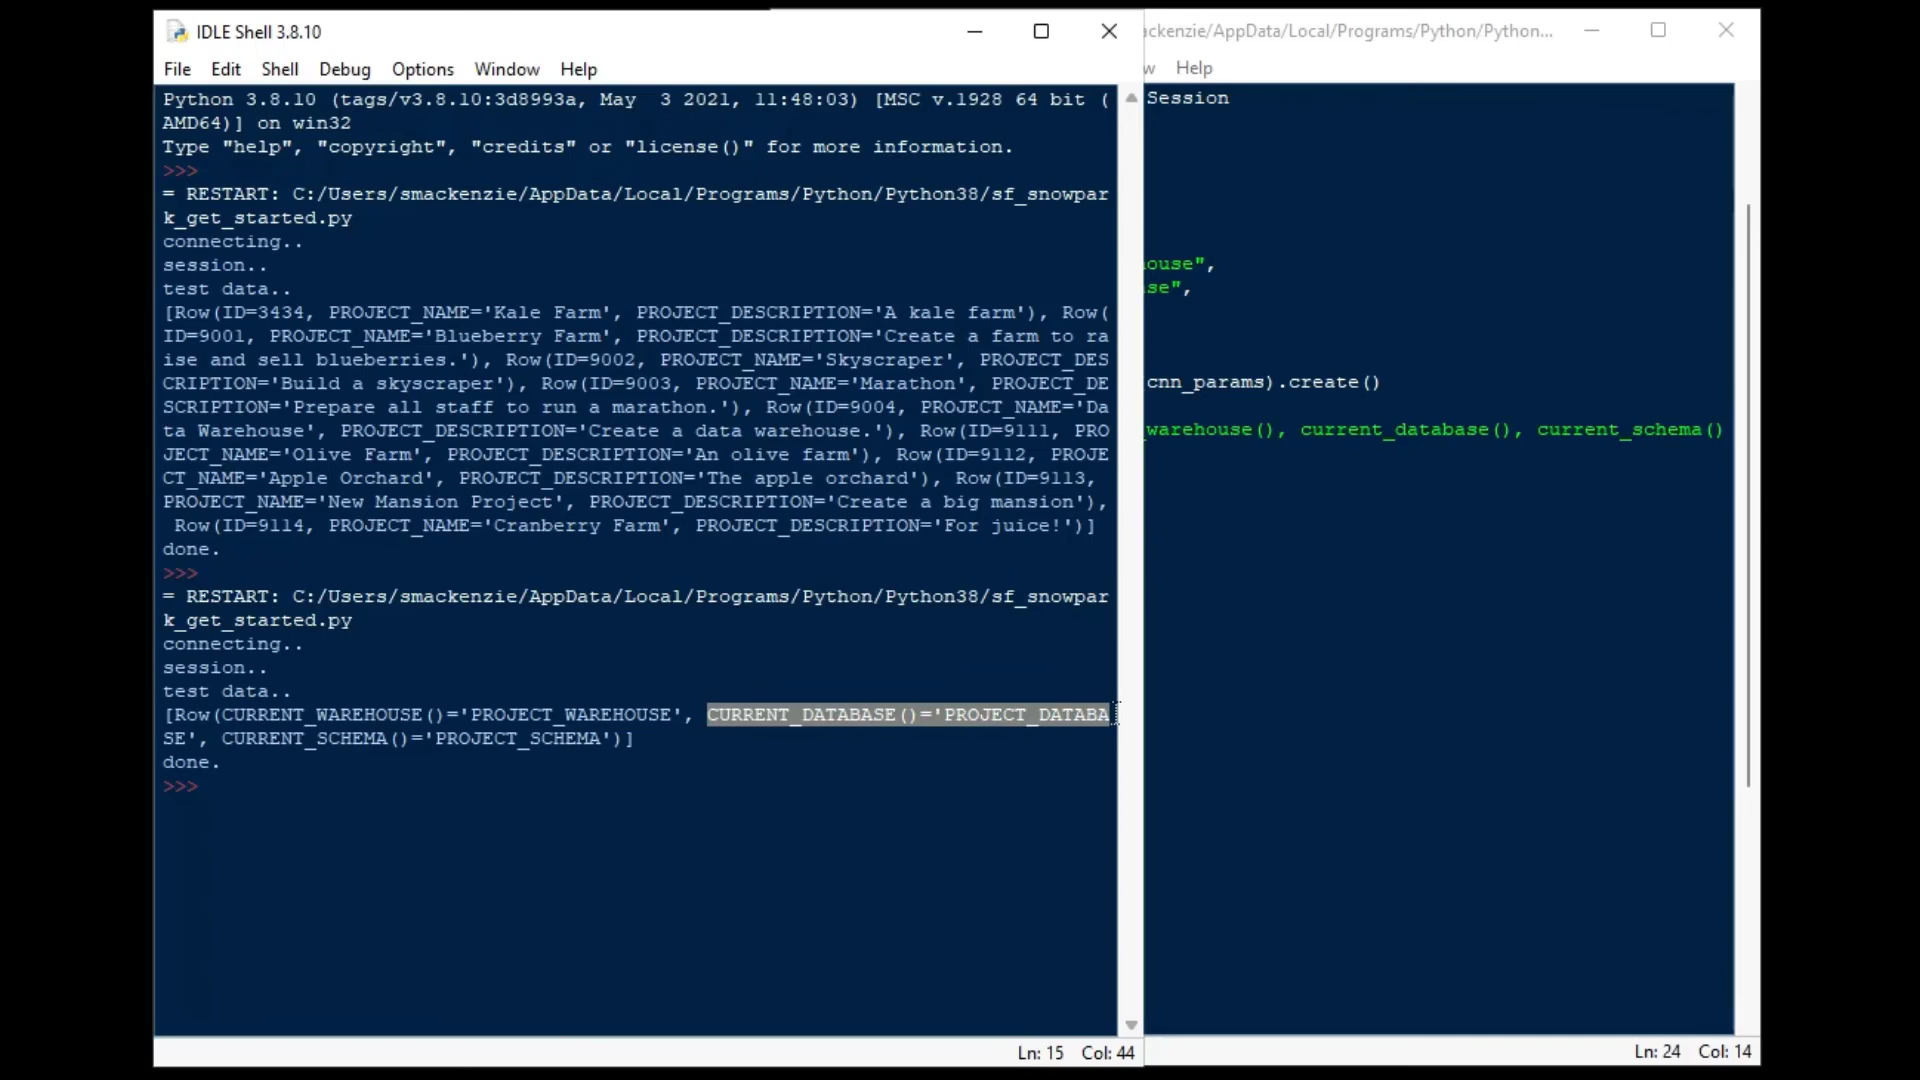 IDLE Shell 3.8.10
File Edit Shell Debug Options Window Help
Python 3.8.10 (tags/v3.8.10:3d8993a, May  3 2021, 11:48:03) [MSC v.1928 64 bit (
AMD64)] on win32
Type "help", "copyright", "credits" or "license()" for more information.
>>>
= RESTART: C:/Users/smackenzie/AppData/Local/Programs/Python/Python38/sf_snowpar
k_get_started.py
connecting..
session..
test data..
[Row(ID=3434, PROJECT_NAME='Kale Farm', PROJECT_DESCRIPTION='A kale farm'), Row(
ID=9001, PROJECT_NAME='Blueberry Farm', PROJECT_DESCRIPTION='Create a farm to ra
ise and sell blueberries.'), Row(ID=9002, PROJECT_NAME='Skyscraper', PROJECT_DES
CRIPTION='Build a skyscraper'), Row(ID=9003, PROJECT_NAME='Marathon', PROJECT_DE
SCRIPTION='Prepare all staff to run a marathon.'), Row(ID=9004, PROJECT_NAME='Da
ta Warehouse', PROJECT_DESCRIPTION='Create a data warehouse.'), Row(ID=9111, PRO
JECT_NAME='Olive Farm', PROJECT_DESCRIPTION='An olive farm'), Row(ID=9112, PROJE
CT_NAME='Apple Orchard', PROJECT_DESCRIPTION='The apple orchard'), Row(ID=9113,
PROJECT_NAME='New Mansion Project', PROJECT_DESCRIPTION='Create a big mansion'),
Row(ID=9114, PROJECT_NAME='Cranberry Farm', PROJECT_DESCRIPTION='For juice!')]
done.
>>>
= RESTART: C:/Users/smackenzie/AppData/Local/Programs/Python/Python38/sf_snowpar
k_get_started.py
connecting..
session..
test data..
[Row(CURRENT_WAREHOUSE()='PROJECT_WAREHOUSE', CURRENT_DATABASE()='PROJECT_DATABA
SE', CURRENT_SCHEMA()='PROJECT_SCHEMA')]
done.
>>>
Ln: 15 Col: 44
ackenzie/AppData/Local/Programs/Python/Python...
w Help
Session
ouse",
se",
cnn_params).create()
warehouse(), current_database(), current_schema()
Ln: 24 Col: 14